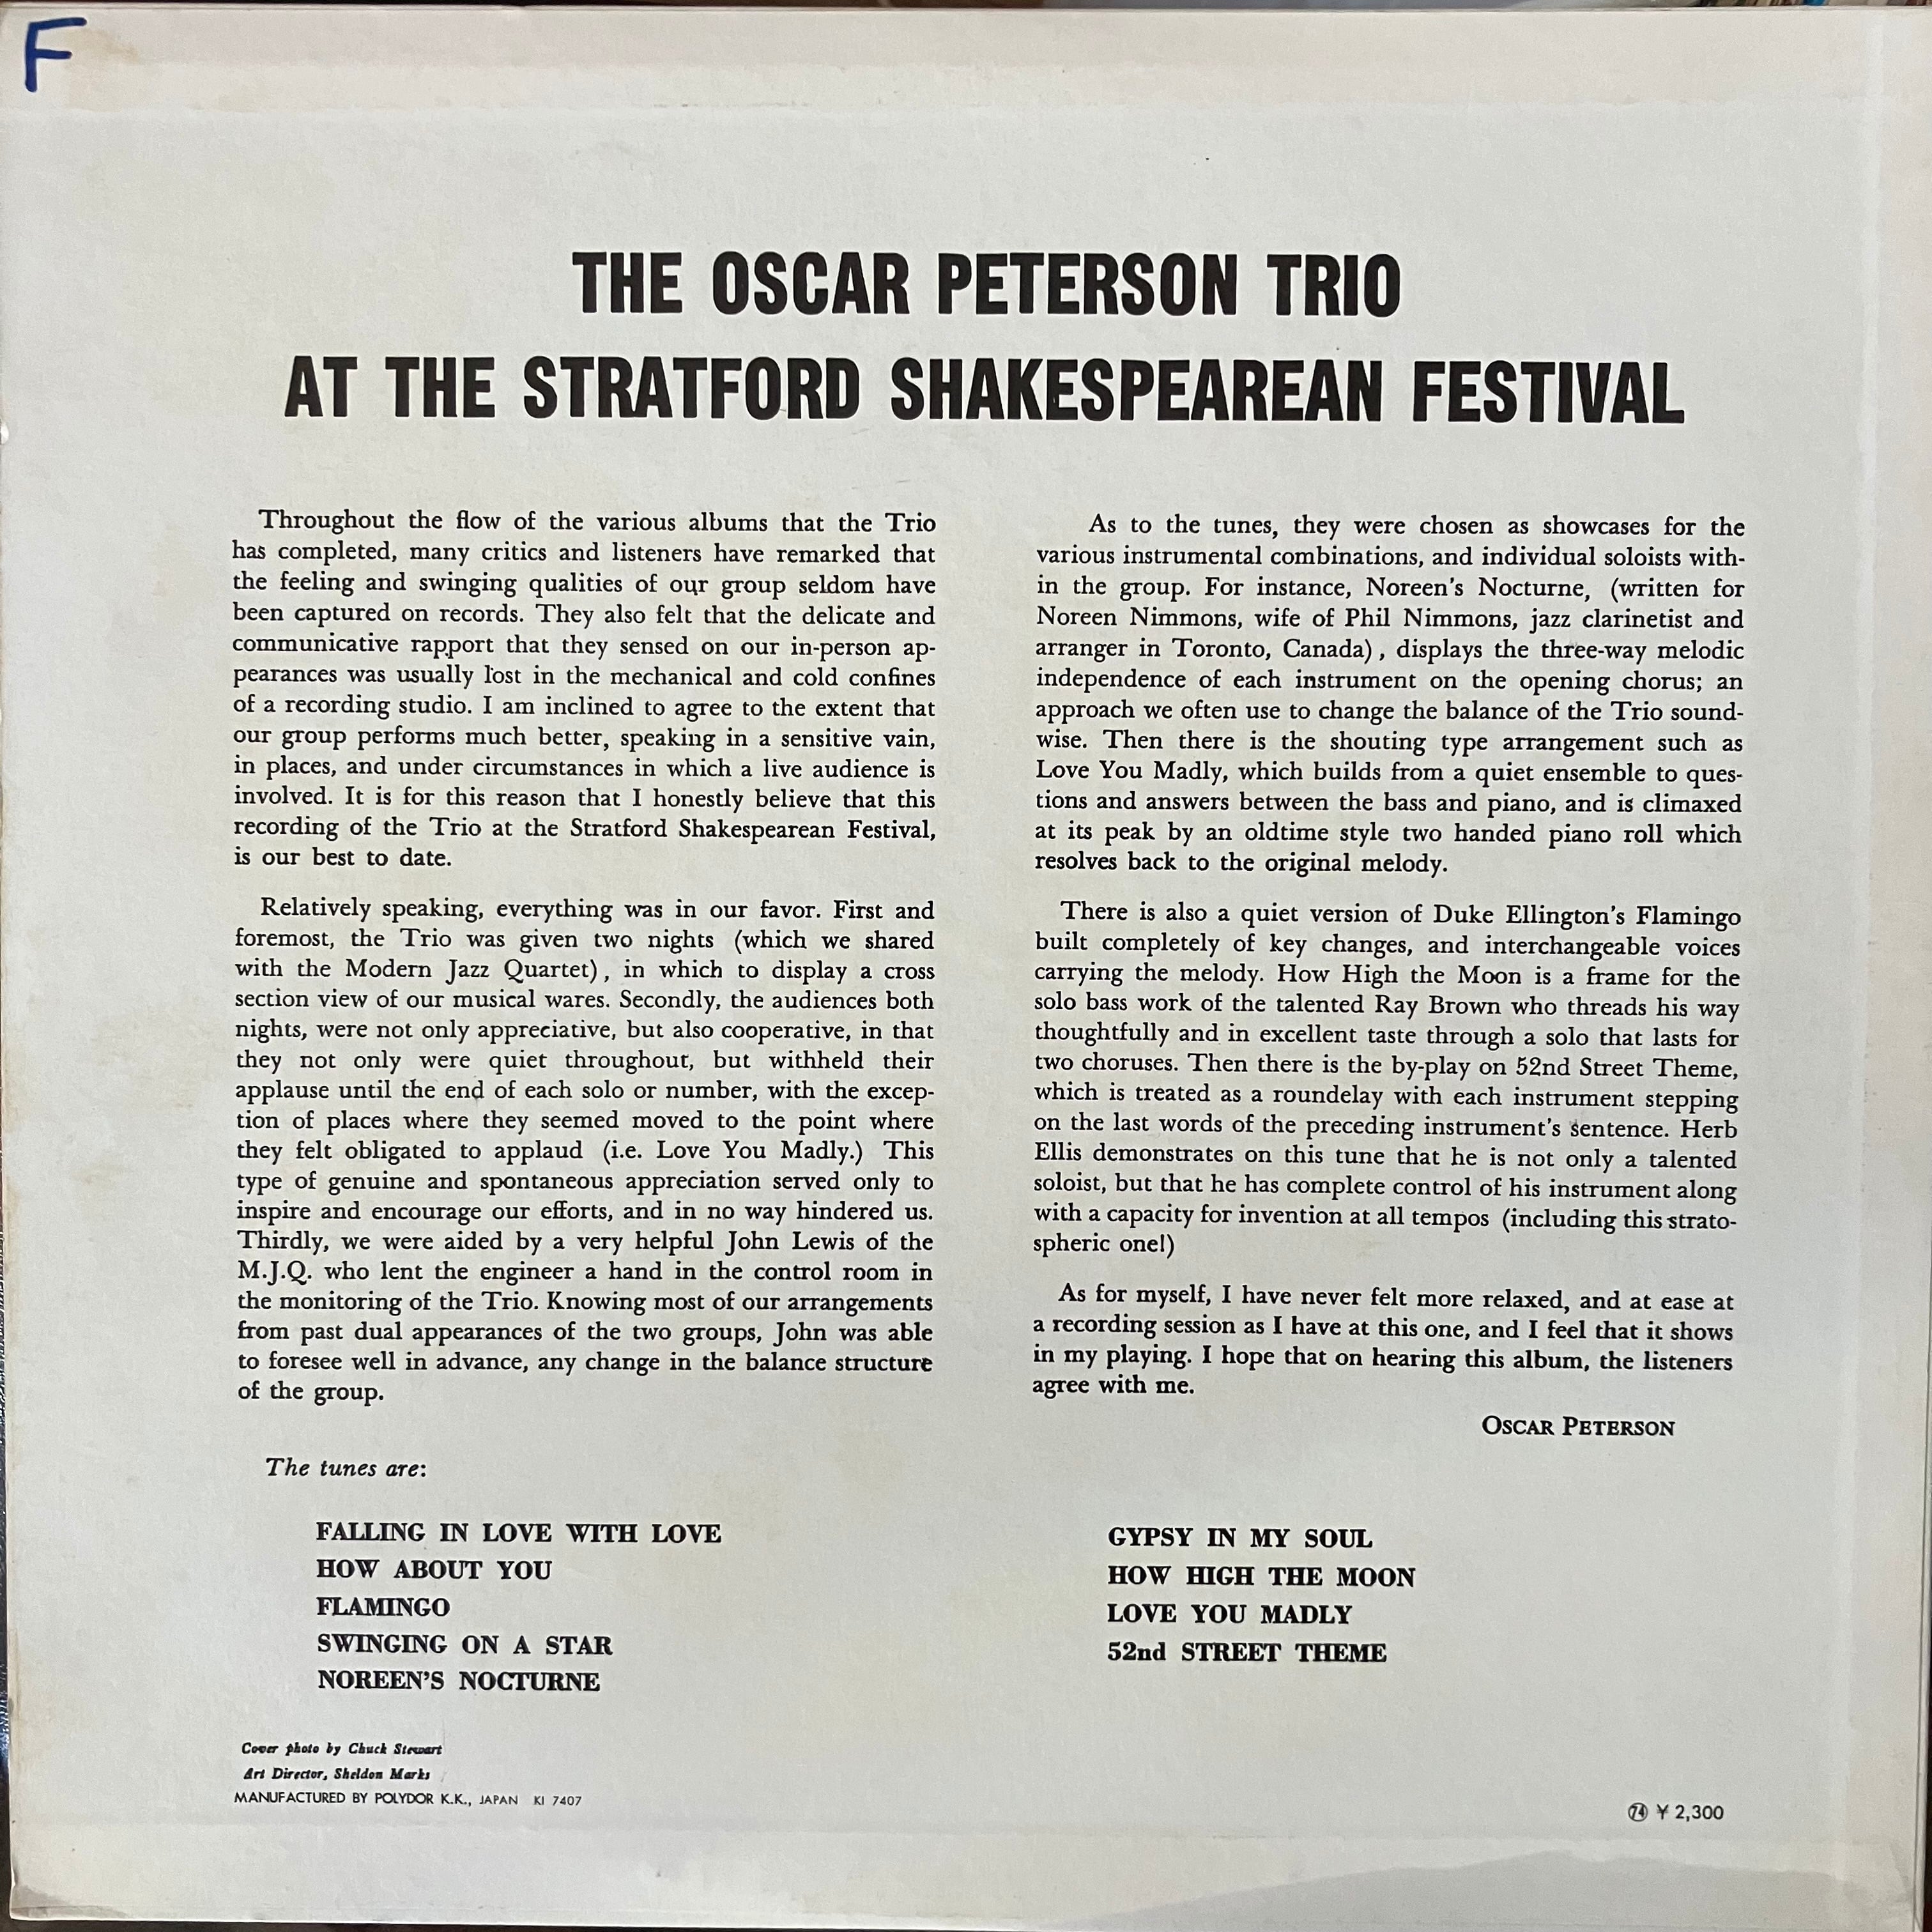 F
THE OSCAR PETERSON TRIO
AT THE STRATFORD SHAKESPEAREAN FESTIVAL
Throughout the flow of the various albums that the Trio
has completed, many critics and listeners have remarked that
the feeling and swinging qualities of our group seldom have
been captured on records. They also felt that the delicate and
communicative rapport that they sensed on our in-person ap-
pearances was usually lost in the mechanical and cold confines
of a recording studio. I am inclined to agree to the extent that
our group performs much better, speaking in a sensitive vain,
in places, and under circumstances in which a live audience is
involved. It is for this reason that I honestly believe that this
recording of the Trio at the Stratford Shakespearean Festival,
is our best to date.
Relatively speaking, everything was in our favor. First and
foremost, the Trio was given two nights (which we shared
with the Modern Jazz Quartet), in which to display a cross
section view of our musical wares. Secondly, the audiences both
nights, were not only appreciative, but also cooperative, in that
they not only were quiet throughout, but withheld their
applause until the end of each solo or number, with the excep-
tion of places where they seemed moved to the point where
they felt obligated to applaud (i.e. Love You Madly.) This
type of genuine and spontaneous appreciation served only to
inspire and encourage our efforts, and in no way hindered us.
Thirdly, we were aided by a very helpful John Lewis of the
M.J.Q. who lent the engineer a hand in the control room in
the monitoring of the Trio. Knowing most of our arrangements
from past dual appearances of the two groups, John was able
to foresee well in advance, any change in the balance structure
of the group.
As to the tunes, they were chosen as showcases for the
various instrumental combinations, and individual soloists with-
in the group. For instance, Noreen's Nocturne, (written for
Noreen Nimmons, wife of Phil Nimmons, jazz clarinetist and
arranger in Toronto, Canada), displays the three-way melodic
independence of each instrument on the opening chorus; an
approach we often use to change the balance of the Trio sound-
wise. Then there is the shouting type arrangement such as
Love You Madly, which builds from a quiet ensemble to ques-
tions and answers between the bass and piano, and is climaxed
at its peak by an oldtime style two handed piano roll which
resolves back to the original melody.
There is also a quiet version of Duke Ellington's Flamingo
built completely of key changes, and interchangeable voices
carrying the melody. How High the Moon is a frame for the
solo bass work of the talented Ray Brown who threads his way
thoughtfully and in excellent taste through a solo that lasts for
two choruses. Then there is the by-play on 52nd Street Theme,
which is treated as a roundelay with each instrument stepping
on the last words of the preceding instrument's sentence. Herb
Ellis demonstrates on this tune that he is not only a talented
soloist, but that he has complete control of his instrument along
with a capacity for invention at all tempos (including this strato-
spheric one!)
As for myself, I have never felt more relaxed, and at ease at
a recording session as I have at this one, and I feel that it shows
in my playing. I hope that on hearing this album, the listeners
agree with me.
OSCAR PETERSON
The tunes are:
FALLING IN LOVE WITH LOVE
HOW ABOUT YOU
FLAMINGO
SWINGING ON A STAR
NOREEN'S NOCTURNE
GYPSY IN MY SOUL
HOW HIGH THE MOON
LOVE YOU MADLY
52nd STREET THEME
Cover photo by Chuck Stewart
Art Director, Sheldon Marks
MANUFACTURED BY POLYDOR K.K., JAPAN KI 7407
㊆㊃ ¥ 2,300